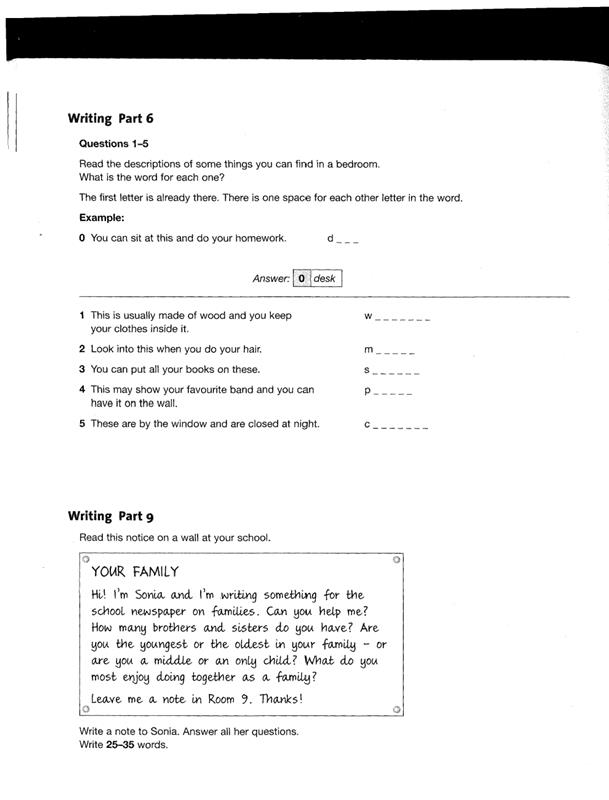 Writing Part 6
Questions 1–5
Read the descriptions of some things you can find in a bedroom.
What is the word for each one?
The first letter is already there. There is one space for each other letter in the word.
Example:
0 You can sit at this and do your homework. d _ _ _
Answer: 0 desk
1 This is usually made of wood and you keep w _ _ _ _ _ _ _
your clothes inside it.
2 Look into this when you do your hair. m _ _ _ _ _
3 You can put all your books on these. s _ _ _ _ _ _
4 This may show your favourite band and you can p _ _ _ _ _
have it on the wall.
5 These are by the window and are closed at night. c _ _ _ _ _ _ _
Writing Part 9
Read this notice on a wall at your school.
YOUR FAMILY
Hi! I'm Sonia and I'm writing something for the
school newspaper on families. Can you help me?
How many brothers and sisters do you have? Are
you the youngest or the oldest in your family – or
are you a middle or an only child? What do you
most enjoy doing together as a family?
Leave me a note in Room 9. Thanks!
Write a note to Sonia. Answer all her questions.
Write 25–35 words.